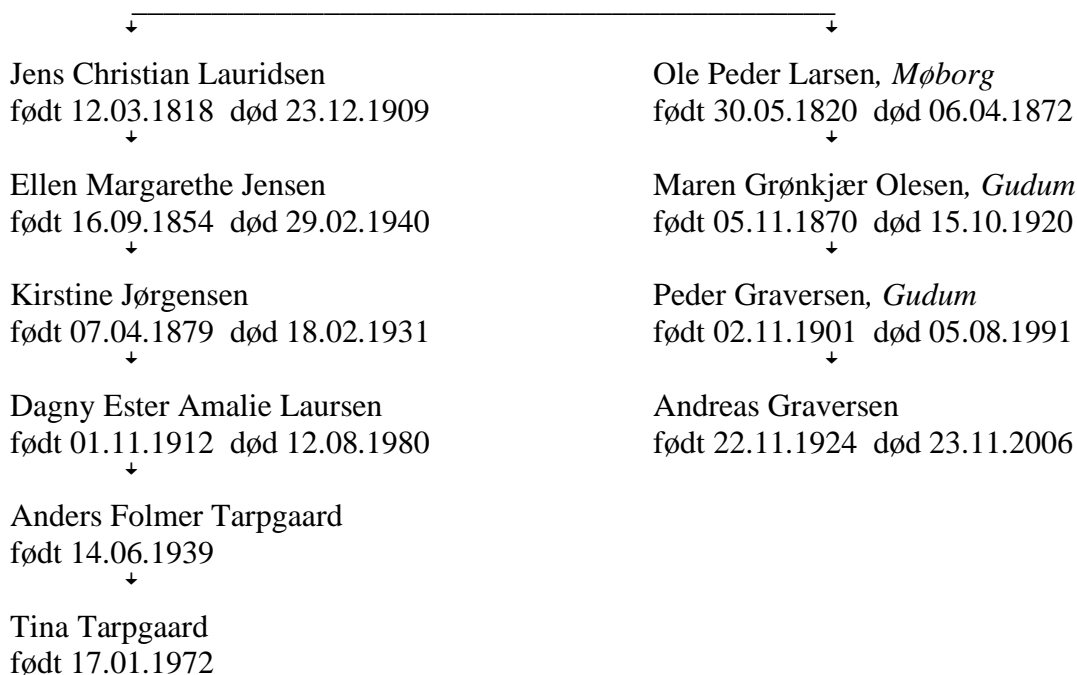 Jens Christian Lauridsen
født 12.03.1818 død 23.12.1909
Ellen Margarethe Jensen
født 16.09.1854 død 29.02.1940
Kirstine Jørgensen
født 07.04.1879 død 18.02.1931
Dagny Ester Amalie Laursen
født 01.11.1912 død 12.08.1980
Anders Folmer Tarpgaard
født 14.06.1939
Tina Tarpgaard
født 17.01.1972
Ole Peder Larsen, Møborg
født 30.05.1820 død 06.04.1872
Maren Grønkjær Olesen, Gudum
født 05.11.1870 død 15.10.1920
Peder Graversen, Gudum
født 02.11.1901 død 05.08.1991
Andreas Graversen
født 22.11.1924 død 23.11.2006